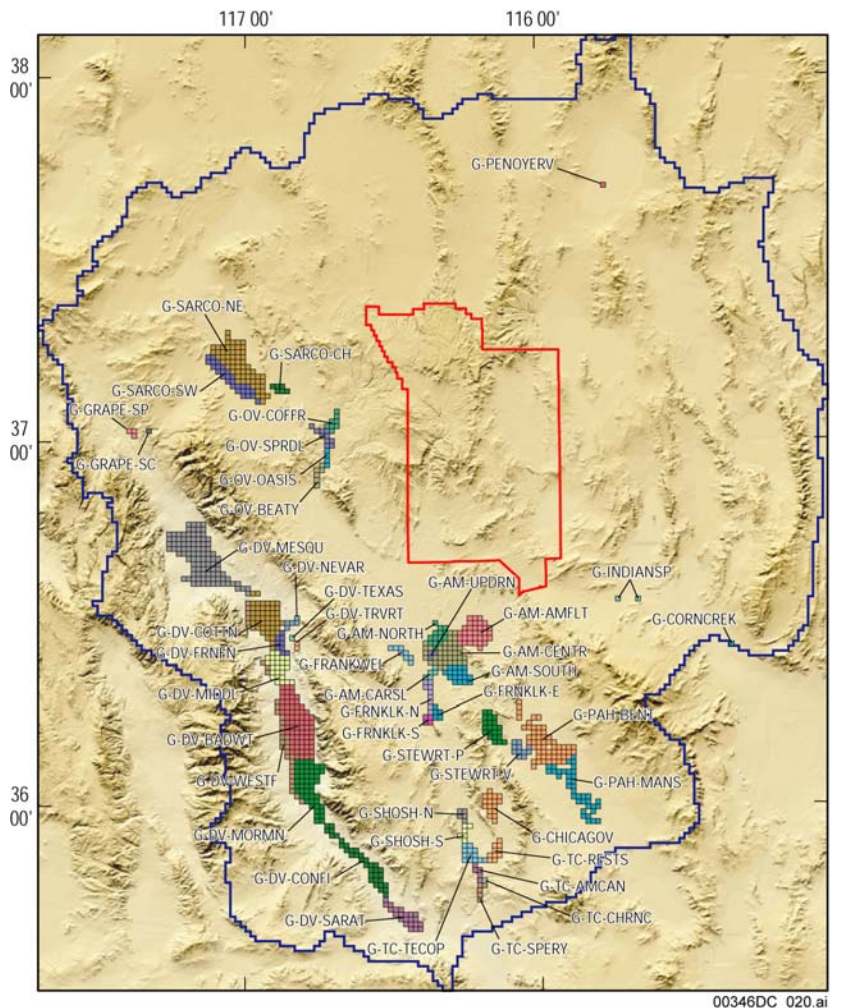 117 00'
116 00'
38
00'
G-PENOYERV
G-SARCO-NE
G-SARCO-CH
G-SARCO-SW
G-GRAPE-SP
G-OV-COFFR
37
00'
G-OV-SPRDL
G-GRAPE-SC
G-OV-OASIS
G-OV-BEATY
G-DV-MESQU
G-DV-NEVAR
G-AM-UPDRN
G-INDIANSP
G-DV-TEXAS
G-DV-TRVRT
G-AM-AMFLT
G-CORNCREK
G-DV-COTTN
G-AM-NORTH
G-DV-FRNFN
G-AM-CENTR
G-FRANKWEL
G-AM-SOUTH
G-DV-MIDDL
G-AM-CARSL
G-FRNKLK-E
G-FRNKLK-N
G-PAH-BENT
G-FRNKLK-S
G-DV-BADWT
G-STEWRT-P
G-STEWRT-V
G-DV-WESTF
G-PAH-MANS
36
00'
G-SHOSH-N
G-DV-MORMN
G-CHICAGOV
G-SHOSH-S
G-TC-RESTS
G-DV-CONFI
G-TC-AMCAN
G-TC-CHRNC
G-DV-SARAT
G-TC-TECOP
G-TC-SPERY
00346DC_020.ai